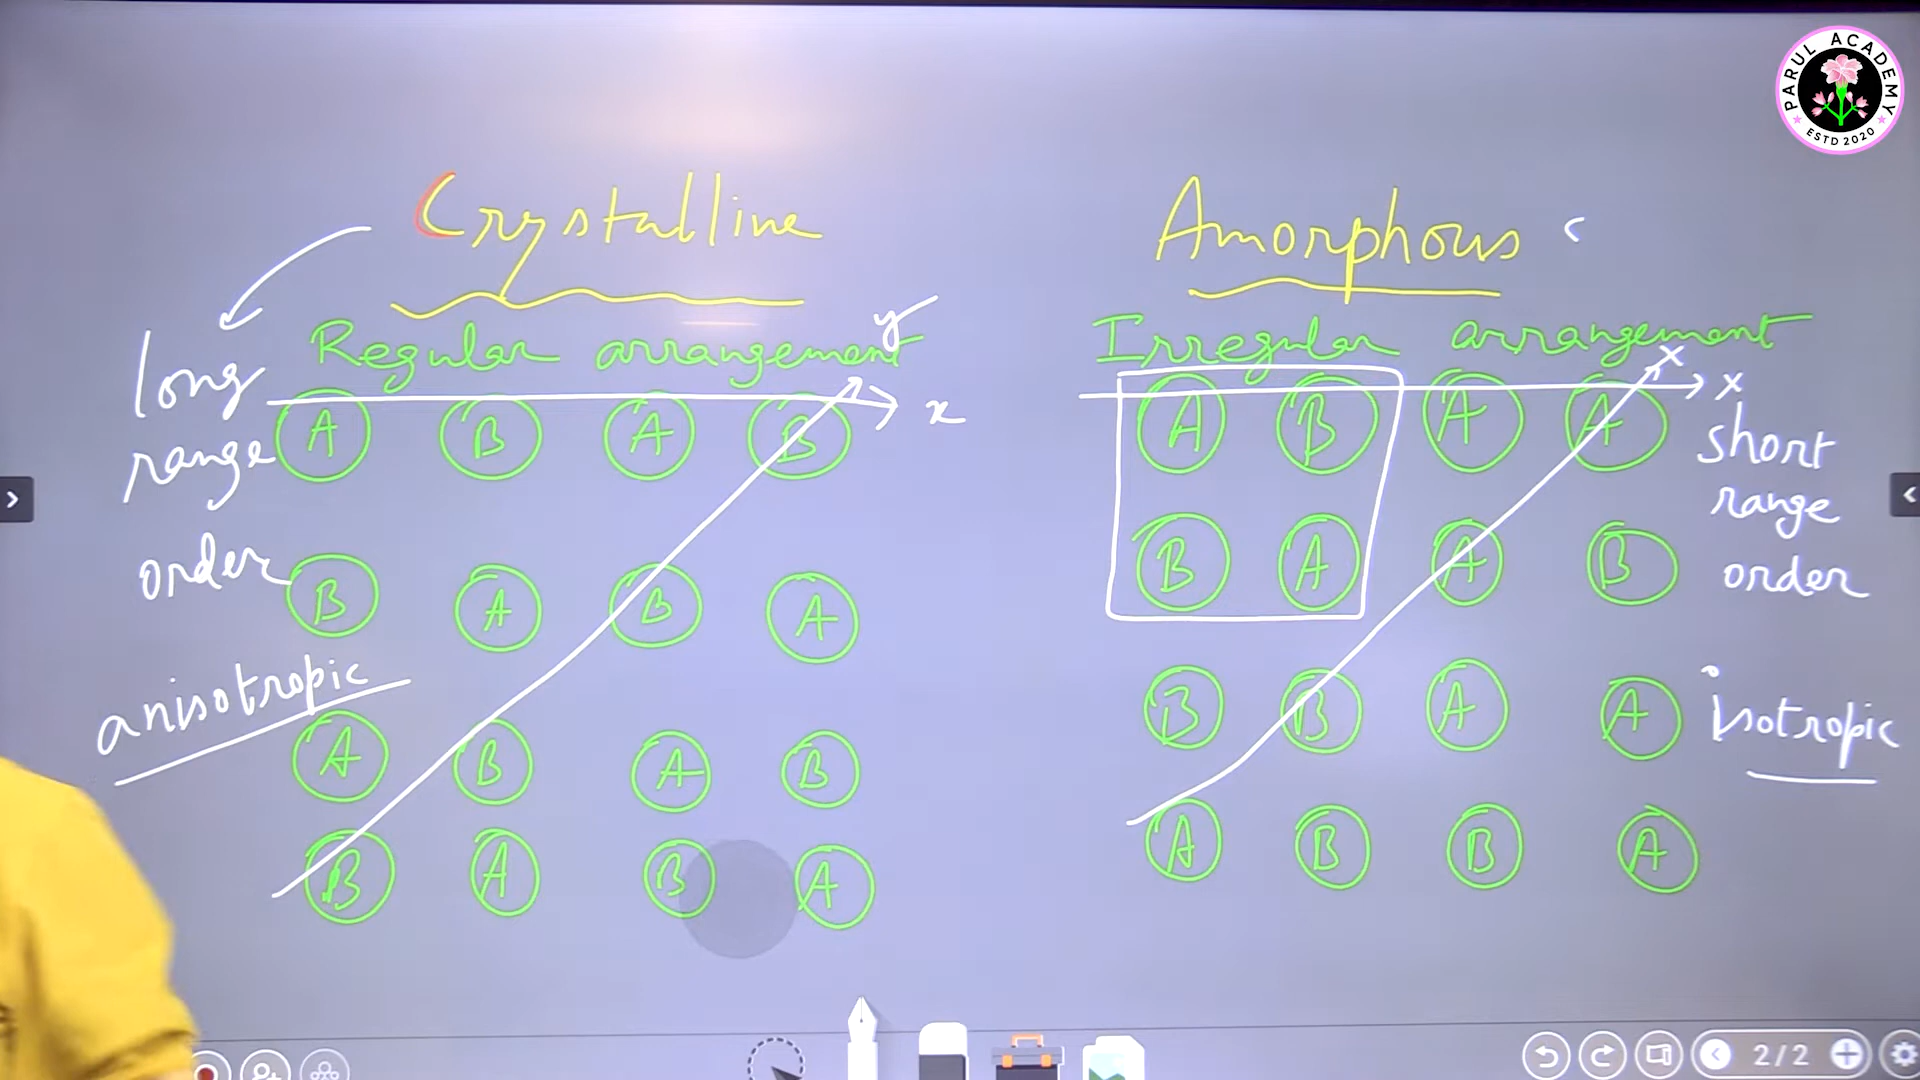 PARUL ACADEMY
ESTD 2020
Crystalline
Regular arrangement
y
x
long
range
order
anisotropic
A B A B
B A B A
A B A B
B A B A
Amorphous
Irregular arrangement
x
x
short
range
order
isotropic
A B A A
B A A B
B B A A
A B B A
2/2